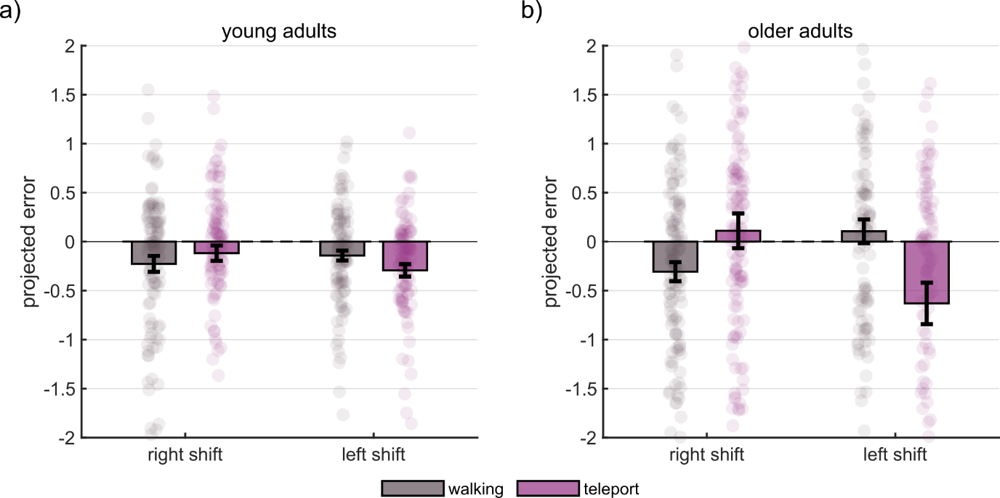 a)
young adults
projected error
2
1.5
1
0.5
0
-0.5
-1
-1.5
-2
right shift left shift
b)
older adults
projected error
2
1.5
1
0.5
0
-0.5
-1
-1.5
-2
right shift left shift
walking teleport